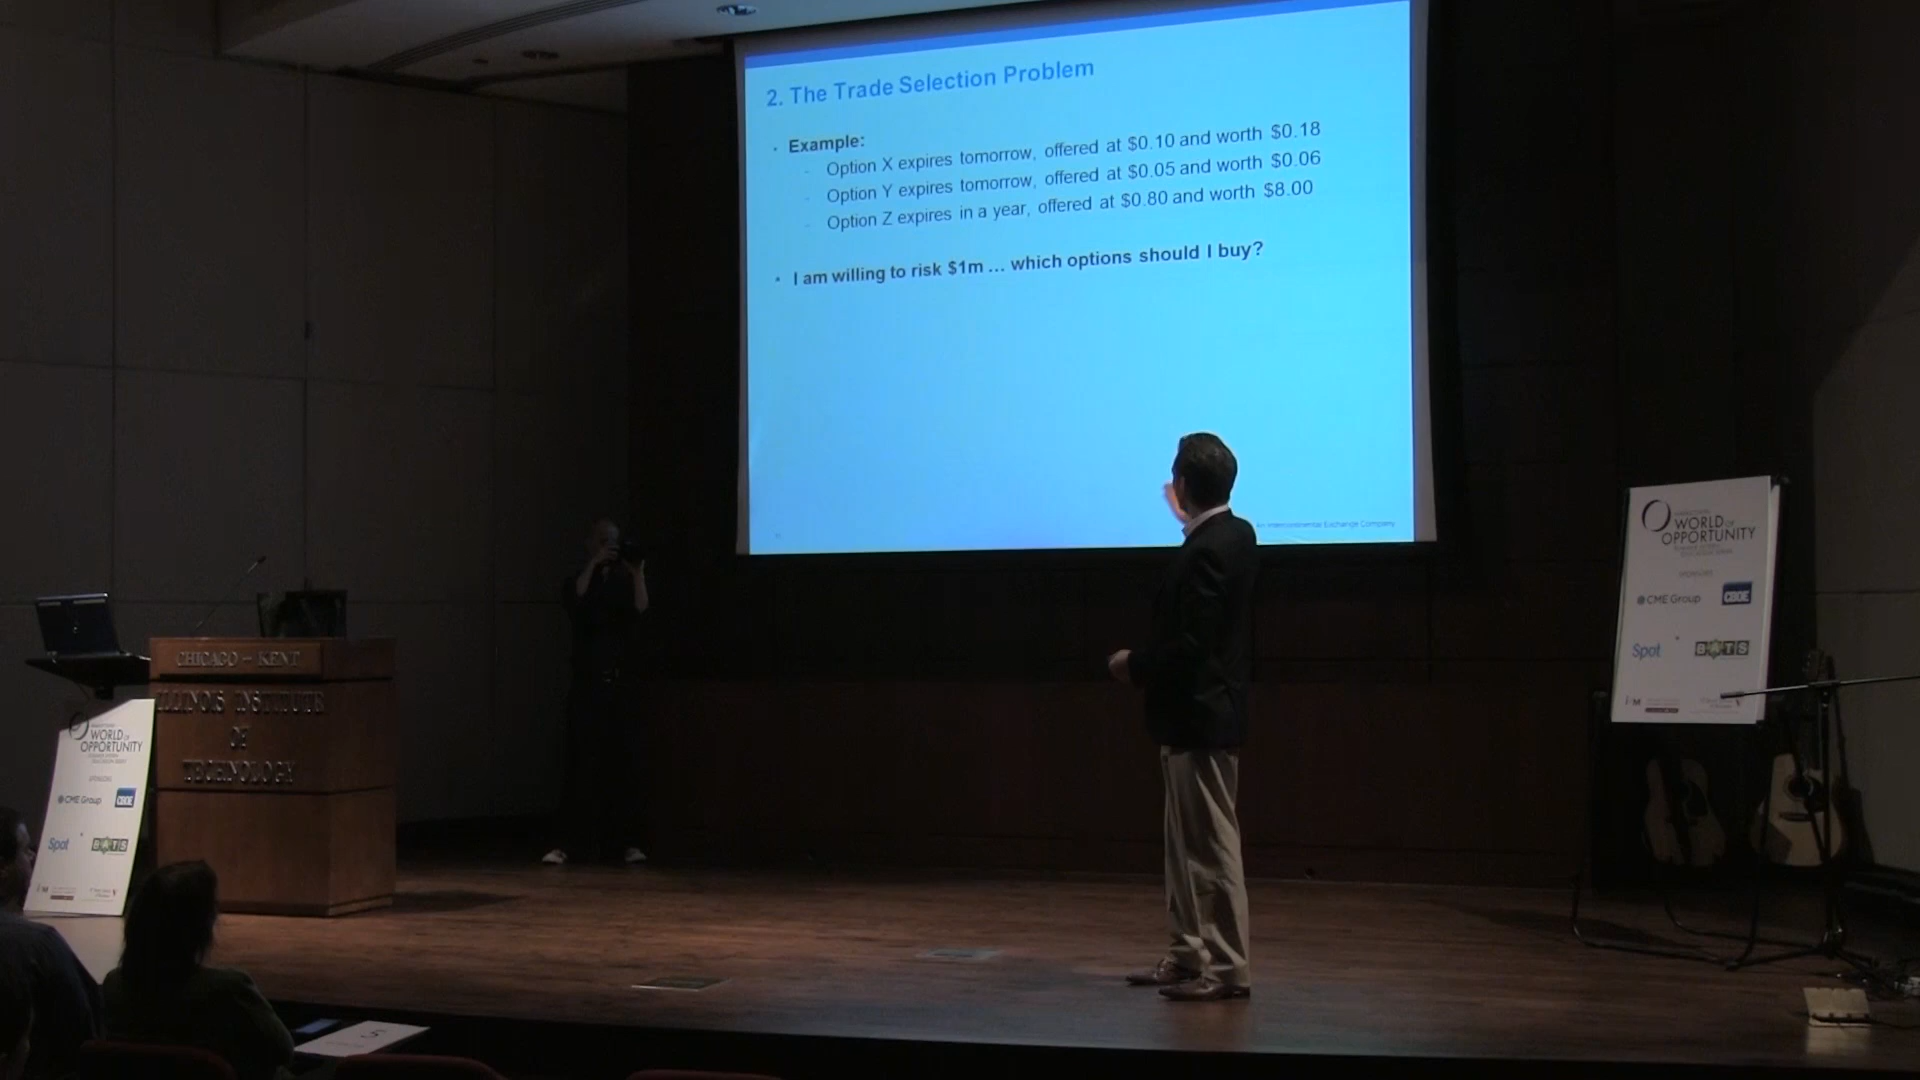 2. The Trade Selection Problem
• Example:
- Option X expires tomorrow, offered at $0.10 and worth $0.18
- Option Y expires tomorrow, offered at $0.05 and worth $0.06
- Option Z expires in a year, offered at $0.80 and worth $8.00
• I am willing to risk $1m ... which options should I buy?
An Intercontinental Exchange Company
WORLD OF
OPPORTUNITY
SPONSORS
CME Group
CBOE
Spot
BATS
CHICAGO – KENT
ILLINOIS INSTITUTE
OF
TECHNOLOGY
WORLD OF
OPPORTUNITY
SPONSORS
CME Group
CBOE
Spot
BATS